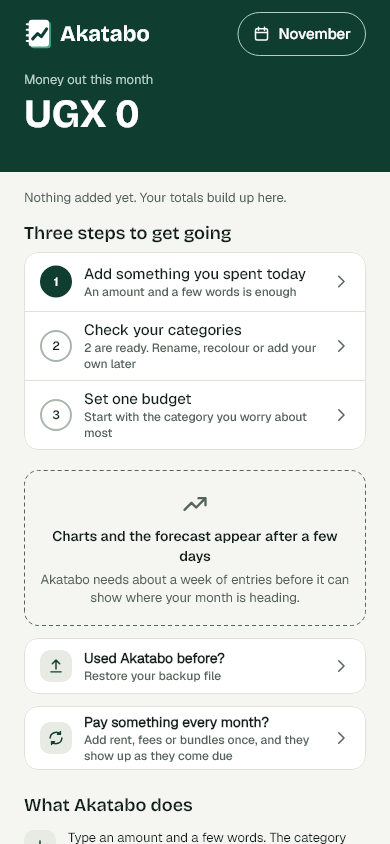 Akatabo
November
Money out this month
UGX 0
Nothing added yet. Your totals build up here.
Three steps to get going
1
Add something you spent today
An amount and a few words is enough
2
Check your categories
2 are ready. Rename, recolour or add your
own later
3
Set one budget
Start with the category you worry about
most
Charts and the forecast appear after a few
days
Akatabo needs about a week of entries before it can
show where your month is heading.
Used Akatabo before?
Restore your backup file
Pay something every month?
Add rent, fees or bundles once, and they
show up as they come due
What Akatabo does
Type an amount and a few words. The category